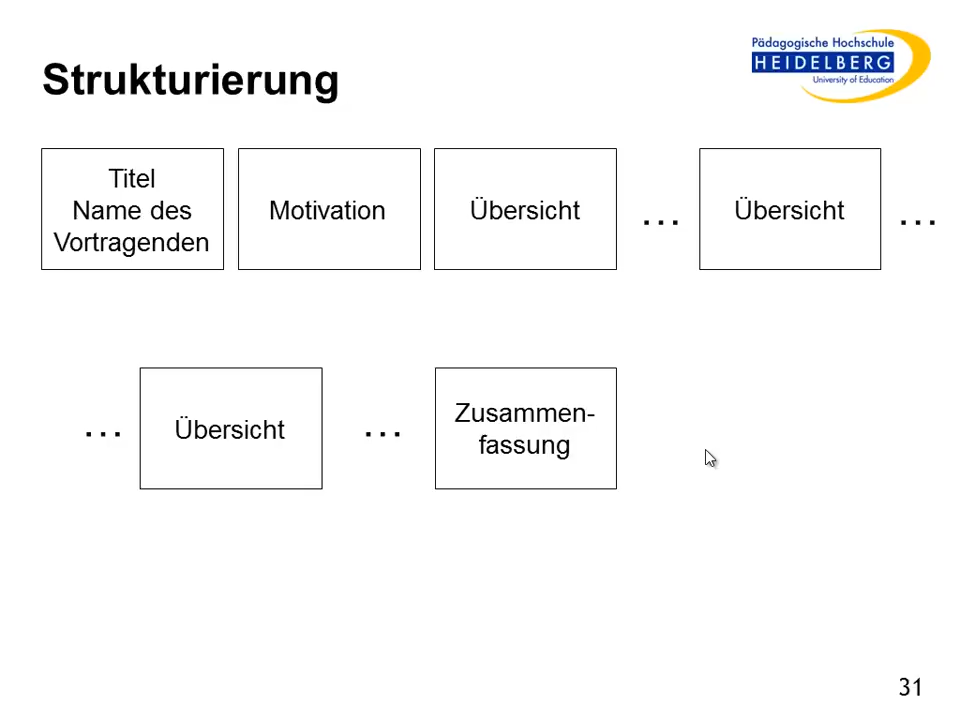 Strukturierung
Pädagogische Hochschule
HEIDELBERG
University of Education
Titel
Name des
Vortragenden
Motivation
Übersicht
...
Übersicht
...
...
Übersicht
...
Zusammen-
fassung
31